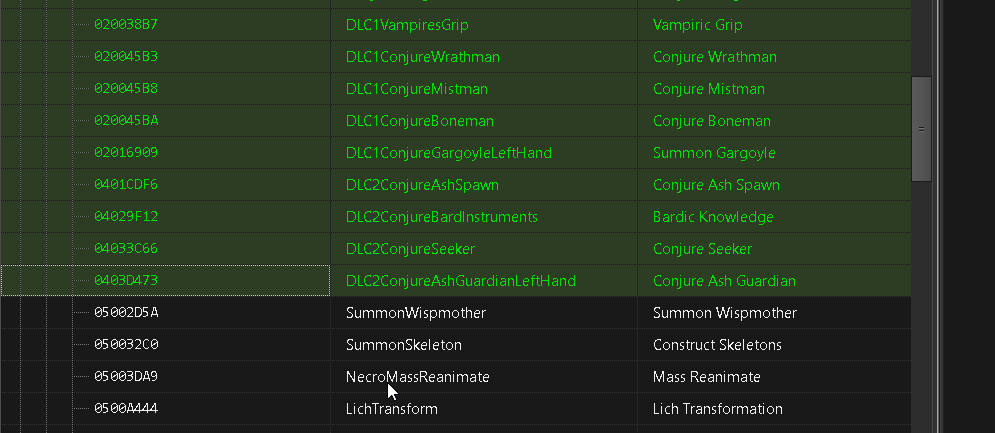 020038B7 DLC1VampiresGrip Vampiric Grip
020045B3 DLC1ConjureWrathman Conjure Wrathman
020045B8 DLC1ConjureMistman Conjure Mistman
020045BA DLC1ConjureBoneman Conjure Boneman
02016909 DLC1ConjureGargoyleLeftHand Summon Gargoyle
0401CDF6 DLC2ConjureAshSpawn Conjure Ash Spawn
04029F12 DLC2ConjureBardInstruments Bardic Knowledge
04033C66 DLC2ConjureSeeker Conjure Seeker
0403D473 DLC2ConjureAshGuardianLeftHand Conjure Ash Guardian
05002D5A SummonWispmother Summon Wispmother
050032C0 SummonSkeleton Construct Skeletons
05003DA9 NecroMassReanimate Mass Reanimate
0500A444 LichTransform Lich Transformation